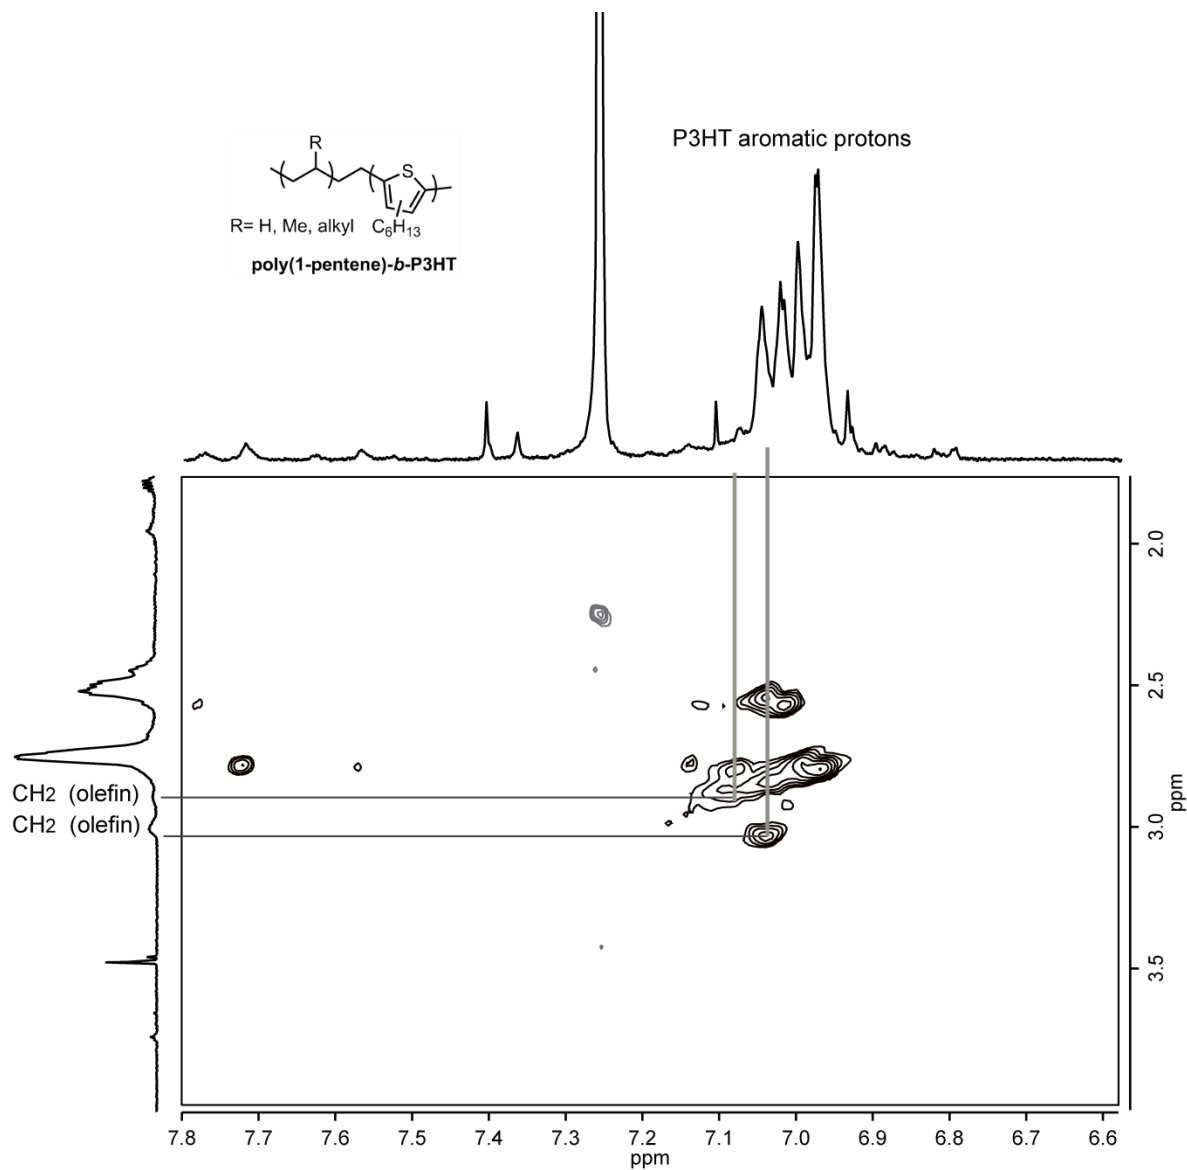 P3HT aromatic protons
R
S
R= H, Me, alkyl C6H13
poly(1-pentene)-b-P3HT
2.0
2.5
CH2 (olefin)
CH2 (olefin)
3.0
ppm
3.5
7.8 7.7 7.6 7.5 7.4 7.3 7.2 7.1 7.0 6.9 6.8 6.7 6.6
ppm